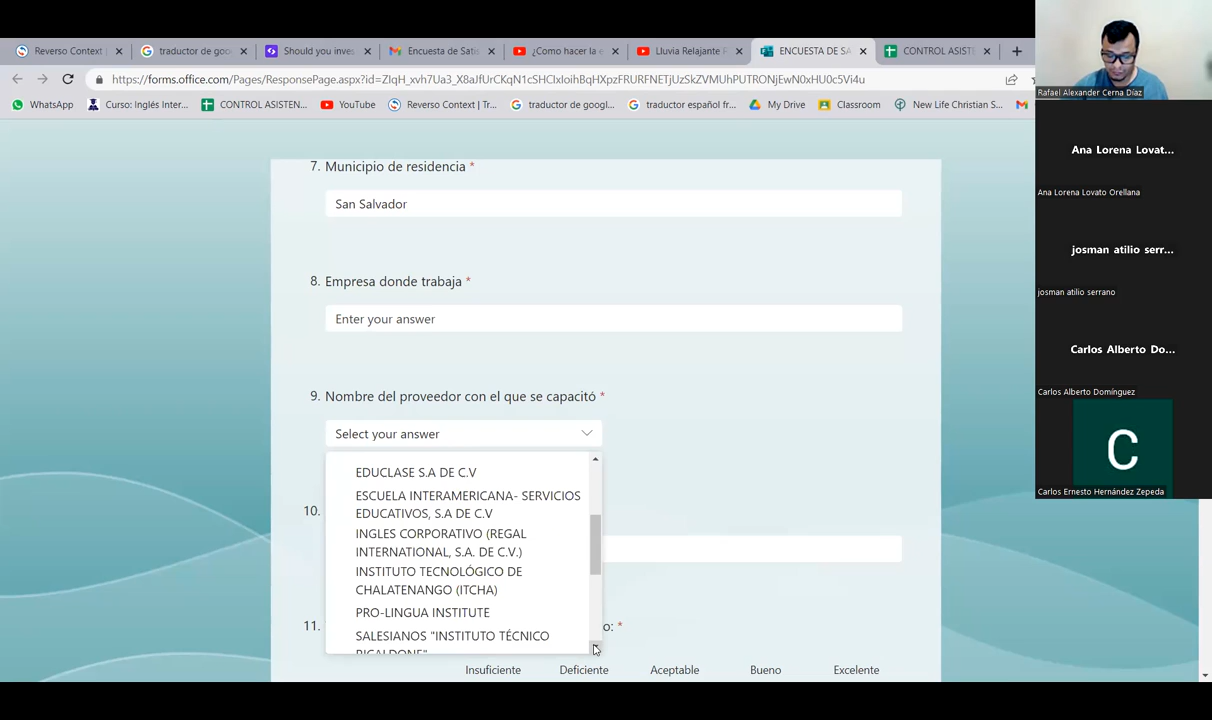 Reverso Context |
traductor de goo
Should you inves
Encuesta de Satis
¿Como hacer la e
Lluvia Relajante P
ENCUESTA DE SA
CONTROL ASISTE
https://forms.office.com/Pages/ResponsePage.aspx?id=ZIqH_xvh7Ua3_X8aJfUrCKqN1cSHClxIoihBqHXpzFRURFNETjUzSkZVMUhPUTRONjEwN0xHU0c5Vi4u
WhatsApp
Curso: Inglés Inter...
CONTROL ASISTEN...
YouTube
Reverso Context | Tr...
traductor de googl...
traductor español fr...
My Drive
Classroom
New Life Christian S...
7. Municipio de residencia *
San Salvador
8. Empresa donde trabaja *
Enter your answer
9. Nombre del proveedor con el que se capacitó *
Select your answer
EDUCLASE S.A DE C.V
ESCUELA INTERAMERICANA- SERVICIOS
EDUCATIVOS, S.A DE C.V
INGLES CORPORATIVO (REGAL
INTERNATIONAL, S.A. DE C.V.)
INSTITUTO TECNOLÓGICO DE
CHALATENANGO (ITCHA)
PRO-LINGUA INSTITUTE
SALESIANOS "INSTITUTO TÉCNICO
RICALDONE"
10.
11.
o: *
Insuficiente Deficiente Aceptable Bueno Excelente
Rafael Alexander Cerna Díaz
Ana Lorena Lovat...
Ana Lorena Lovato Orellana
josman atilio serr...
josman atilio serrano
Carlos Alberto Do...
Carlos Alberto Domínguez
C
Carlos Ernesto Hernández Zepeda